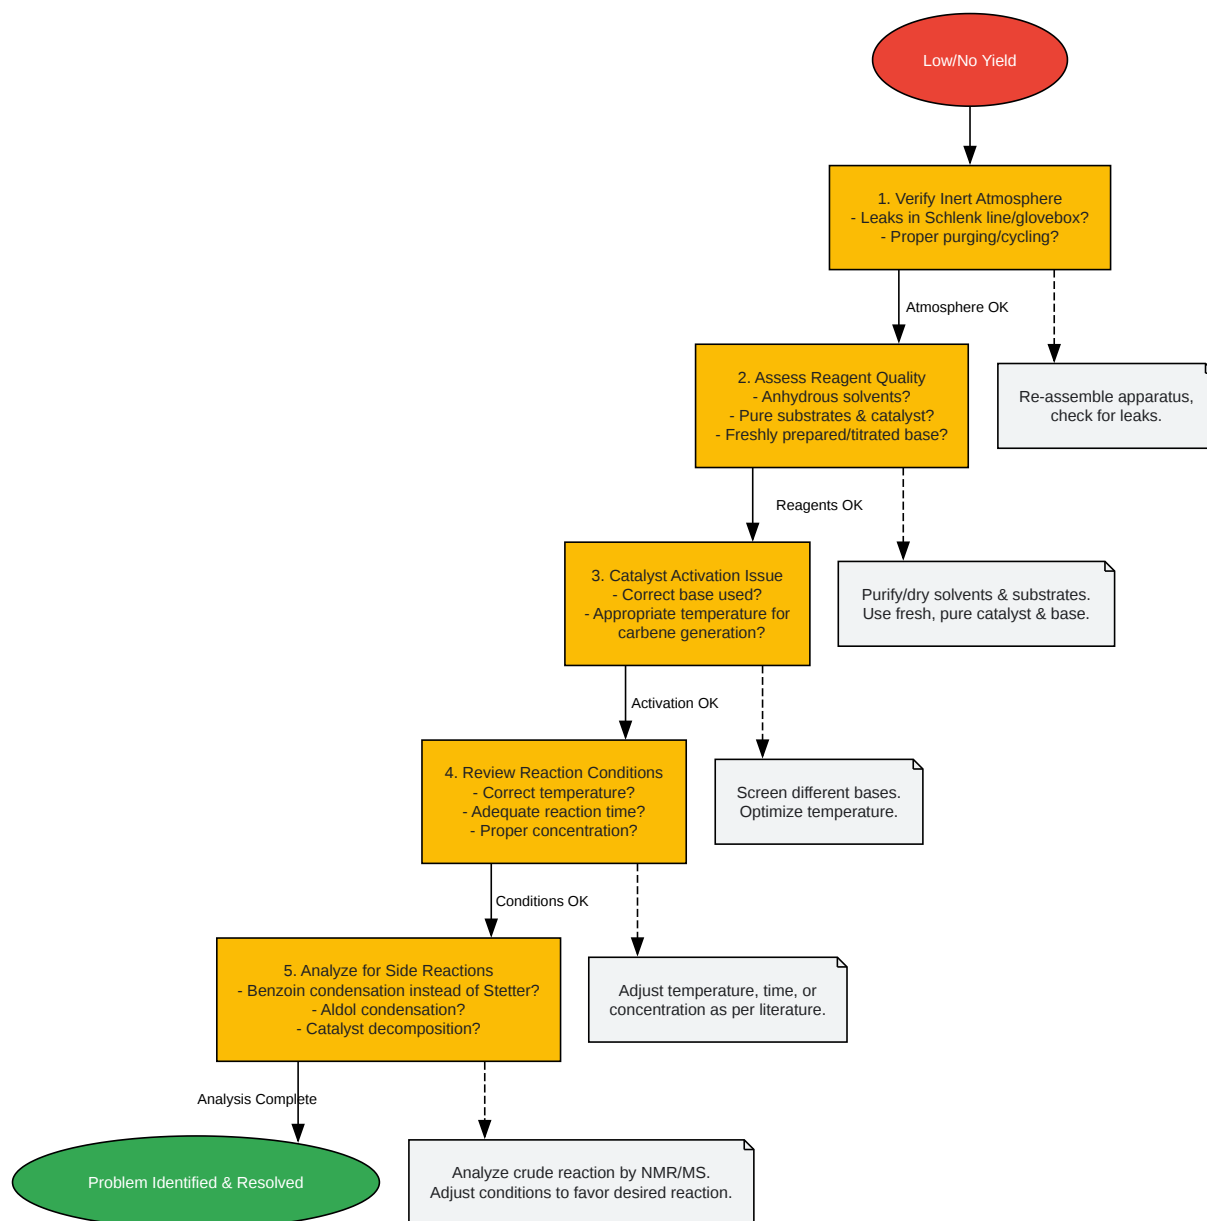 Low/No Yield
1. Verify Inert Atmosphere
- Leaks in Schlenk line/glovebox?
- Proper purging/cycling?
Atmosphere OK
2. Assess Reagent Quality
- Anhydrous solvents?
- Pure substrates & catalyst?
- Freshly prepared/titrated base?
Re-assemble apparatus,
check for leaks.
Reagents OK
3. Catalyst Activation Issue
- Correct base used?
- Appropriate temperature for
carbene generation?
Purify/dry solvents & substrates.
Use fresh, pure catalyst & base.
Activation OK
4. Review Reaction Conditions
- Correct temperature?
- Adequate reaction time?
- Proper concentration?
Screen different bases.
Optimize temperature.
Conditions OK
5. Analyze for Side Reactions
- Benzoin condensation instead of Stetter?
- Aldol condensation?
- Catalyst decomposition?
Adjust temperature, time, or
concentration as per literature.
Analysis Complete
Problem Identified & Resolved
Analyze crude reaction by NMR/MS.
Adjust conditions to favor desired reaction.